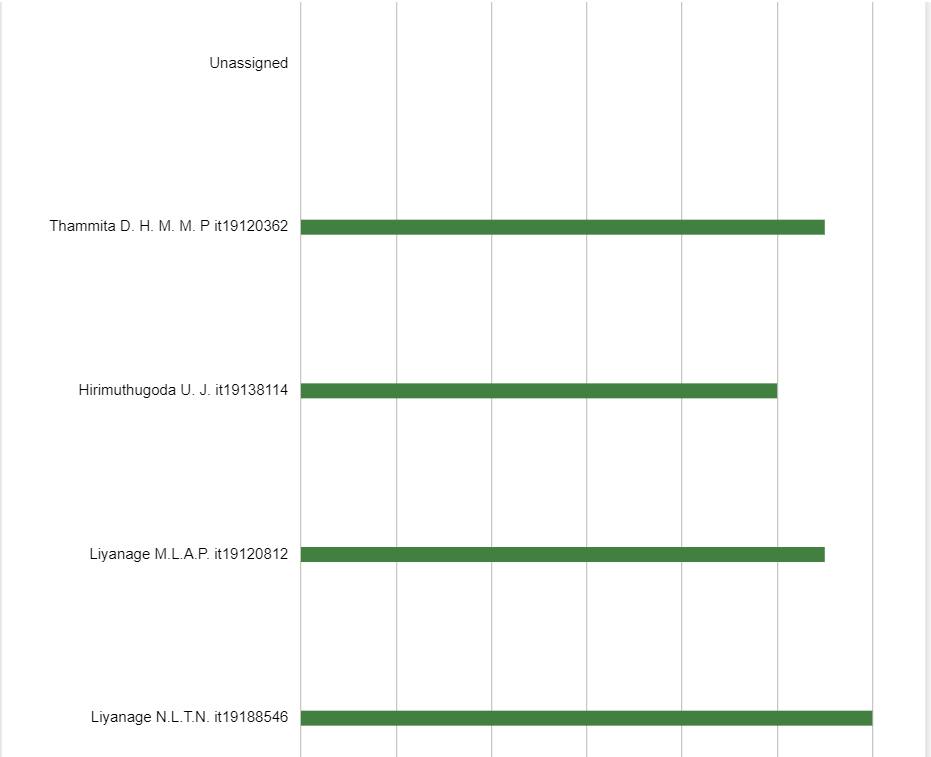 Unassigned
Thammita D. H. M. M. P it19120362
Hirimuthugoda U. J. it19138114
Liyanage M.L.A.P. it19120812
Liyanage N.L.T.N. it19188546